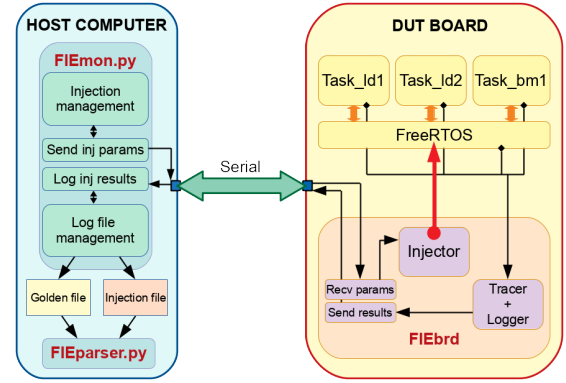 HOST COMPUTER
FIEmon.py
Injection
management
Send inj params
Log inj results
Log file
management
Golden file
Injection file
FIEparser.py
Serial
DUT BOARD
Task_ld1
Task_ld2
Task_bm1
FreeRTOS
Injector
Recv params
Send results
Tracer
+
Logger
FIEbrd